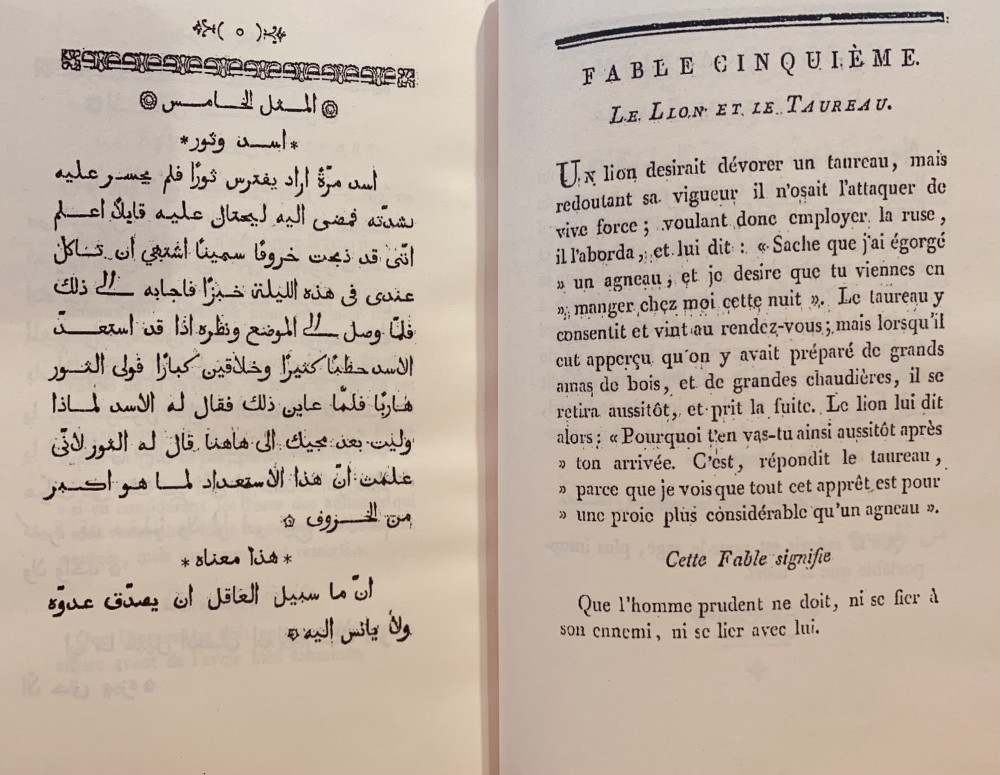 ( ٥ )
المثل الخامس
* اسد وثور *
اسد مرّةً اراد يفترس ثورًا فلم يجسر عليه
لشدّته فمضى اليه ليحتال عليه قايلًا اعلم
انّى قد ذبحت خروفًا سمينًا اشتهي أن تاكل
عندى فى هذه الليلة خبزًا فاجابه الى ذلك
فلمّا وصل الى الموضع ونظره اذا قد استعدّ
الاسد حطبًا كثيرًا وخلاقين كبارًا فولى الثور
هاربًا فلمّا عاين ذلك فقال له الاسد لماذا
وليت بعد مجيك الى هاهنا قال له الثور لانّى
علمت انّ هذا الاستعداد لما هو اكبر
من الخروف
* هذا معناه *
انّ ما سبيل العاقل ان يصدّق عدوّه
ولا يانس إليه
FABLE CINQUIÈME.
LE LION ET LE TAUREAU.
UN lion desirait dévorer un taureau, mais
redoutant sa vigueur il n'osait l'attaquer de
vive force ; voulant donc employer la ruse,
il l'aborda, et lui dit : « Sache que j'ai égorgé
» un agneau, et je desire que tu viennes en
» manger chez moi cette nuit ». Le taureau y
consentit et vint au rendez-vous ; mais lorsqu'il
eut apperçu qu'on y avait préparé de grands
amas de bois, et de grandes chaudières, il se
retira aussitôt, et prit la fuite. Le lion lui dit
alors : « Pourquoi t'en vas-tu ainsi aussitôt après
» ton arrivée. C'est, répondit le taureau,
» parce que je vois que tout cet apprêt est pour
» une proie plus considérable qu'un agneau ».
Cette Fable signifie
Que l'homme prudent ne doit, ni se fier à
son ennemi, ni se lier avec lui.